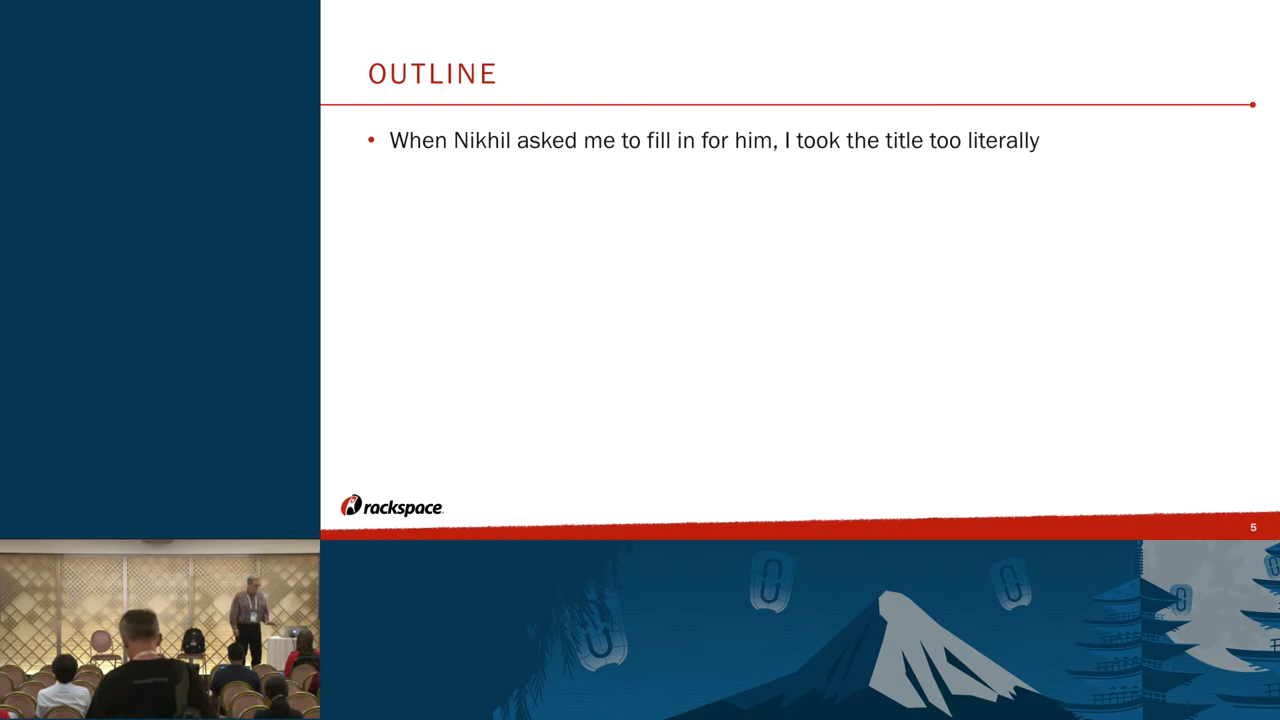 OUTLINE
• When Nikhil asked me to fill in for him, I took the title too literally
rackspace
5